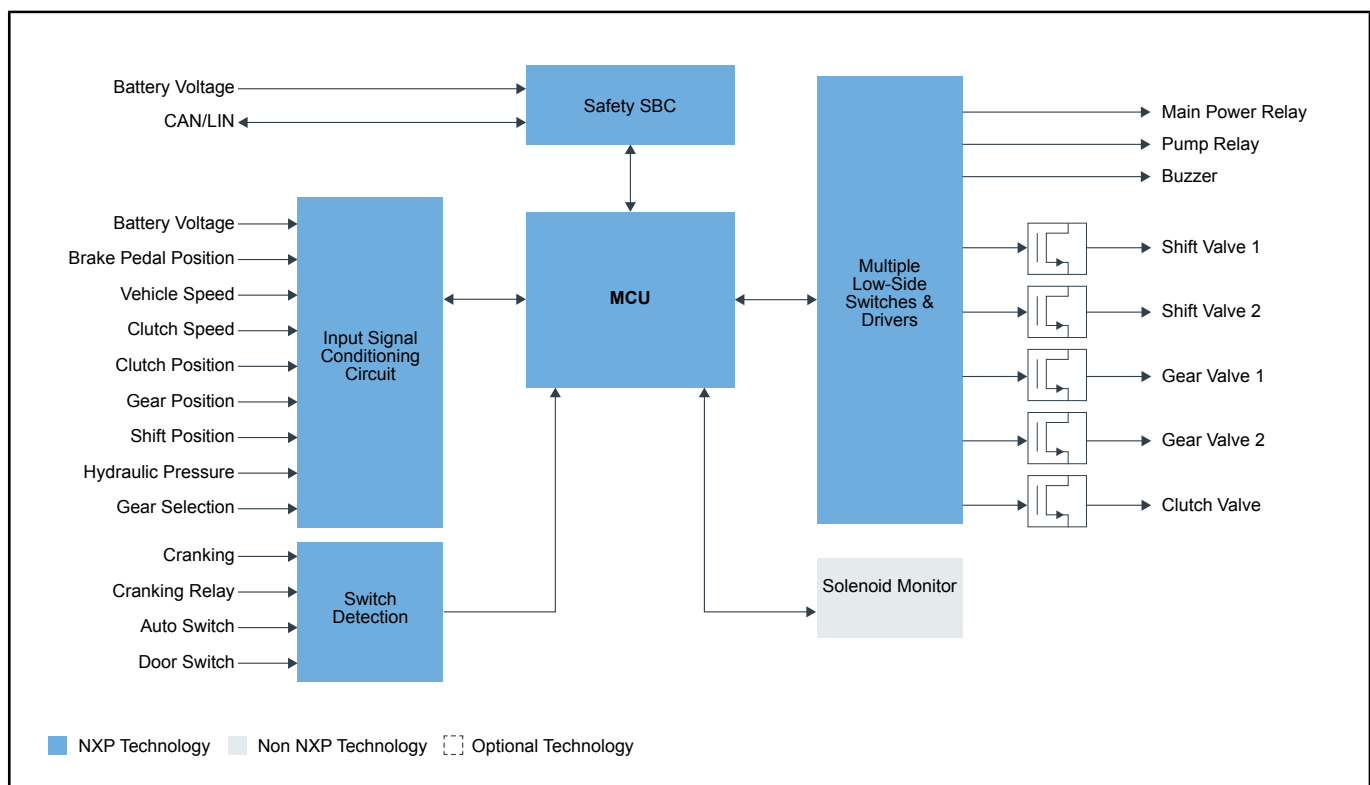 Battery Voltage
CAN/LIN
Safety SBC
Battery Voltage
Brake Pedal Position
Vehicle Speed
Clutch Speed
Clutch Position
Gear Position
Shift Position
Hydraulic Pressure
Gear Selection
Input Signal
Conditioning
Circuit
Cranking
Cranking Relay
Auto Switch
Door Switch
Switch
Detection
MCU
Multiple
Low-Side
Switches &
Drivers
Solenoid Monitor
Main Power Relay
Pump Relay
Buzzer
Shift Valve 1
Shift Valve 2
Gear Valve 1
Gear Valve 2
Clutch Valve
NXP Technology
Non NXP Technology
Optional Technology